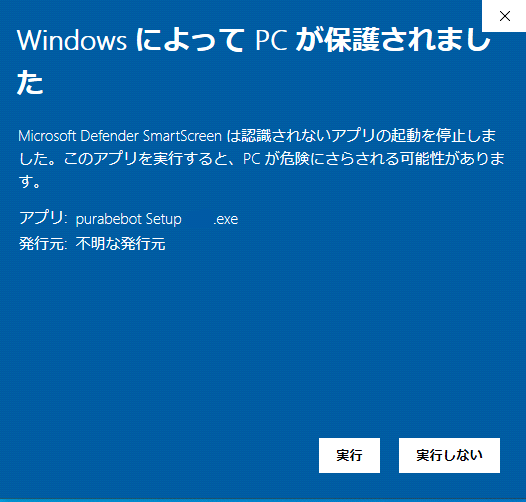 Windows によって PC が保護されまし
た
Microsoft Defender SmartScreen は認識されないアプリの起動を停止しま
した。このアプリを実行すると、PC が危険にさらされる可能性がありま
す。
アプリ: purabebot Setup .exe
発行元: 不明な発行元
実行 実行しない